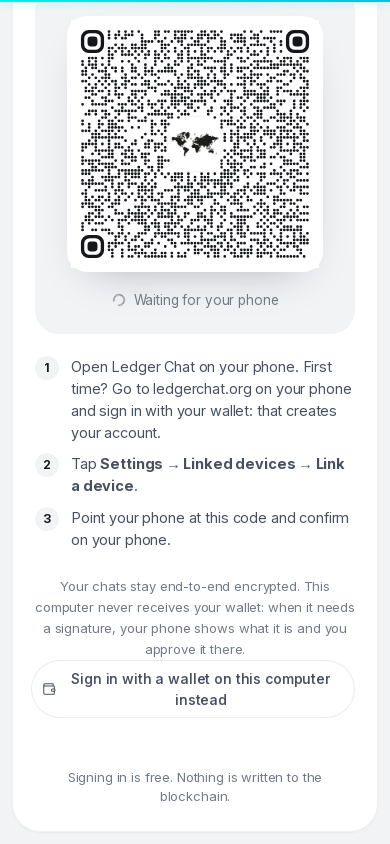 Waiting for your phone
1 Open Ledger Chat on your phone. First
time? Go to ledgerchat.org on your phone
and sign in with your wallet: that creates
your account.
2 Tap Settings → Linked devices → Link
a device.
3 Point your phone at this code and confirm
on your phone.
Your chats stay end-to-end encrypted. This
computer never receives your wallet: when it needs
a signature, your phone shows what it is and you
approve it there.
Sign in with a wallet on this computer
instead
Signing in is free. Nothing is written to the
blockchain.